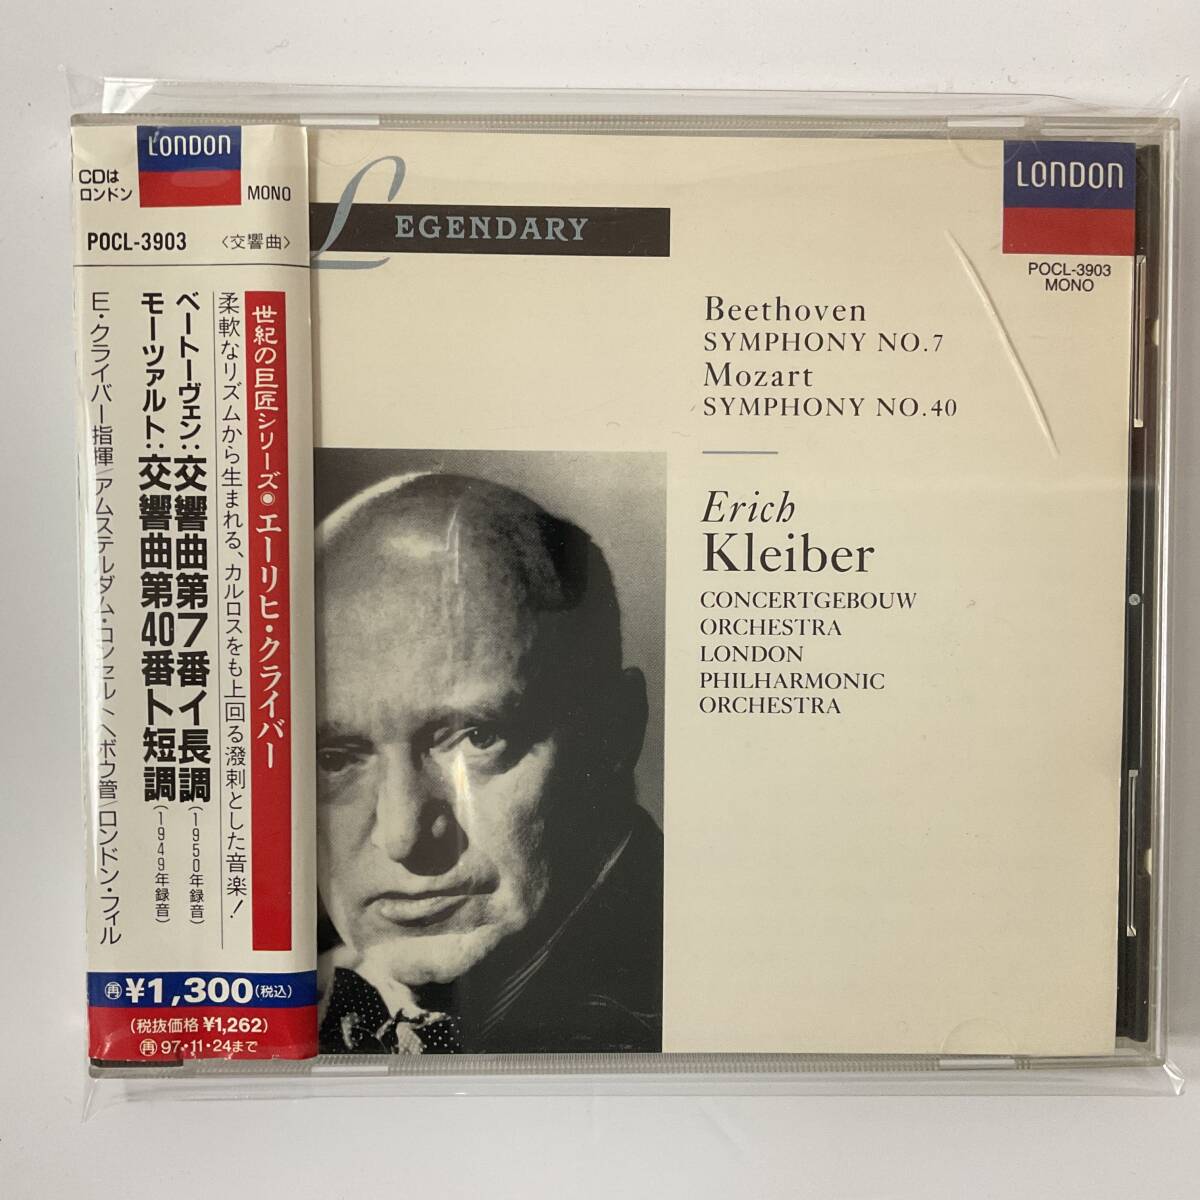 CDは
ロンドン
LONDON
MONO
POCL-3903
〈交響曲〉
世紀の巨匠シリーズ◉エーリヒ・クライバー
柔軟なリズムから生まれる、カルロスをも上回る潑剌とした音楽!
ベートーヴェン:交響曲第7番イ長調(1950年録音)
モーツァルト:交響曲第40番ト短調(1949年録音)
E・クライバー指揮/アムステルダム・コンセルトヘボウ管/ロンドン・フィル
再¥1,300(税込)
(税抜価格 ¥1,262)
再97・11・24まで
LEGENDARY
LONDON
POCL-3903
MONO
Beethoven
SYMPHONY NO.7
Mozart
SYMPHONY NO.40
Erich
Kleiber
CONCERTGEBOUW
ORCHESTRA
LONDON
PHILHARMONIC
ORCHESTRA